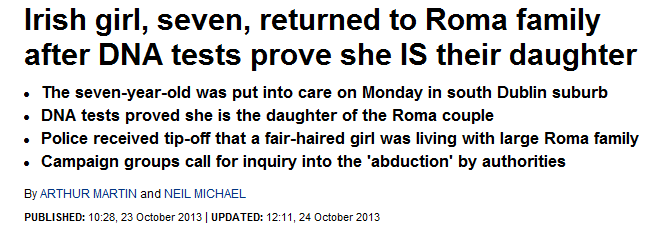 Irish girl, seven, returned to Roma family
after DNA tests prove she IS their daughter
• The seven-year-old was put into care on Monday in south Dublin suburb
• DNA tests proved she is the daughter of the Roma couple
• Police received tip-off that a fair-haired girl was living with large Roma family
• Campaign groups call for inquiry into the 'abduction' by authorities
By ARTHUR MARTIN and NEIL MICHAEL
PUBLISHED: 10:28, 23 October 2013 | UPDATED: 12:11, 24 October 2013